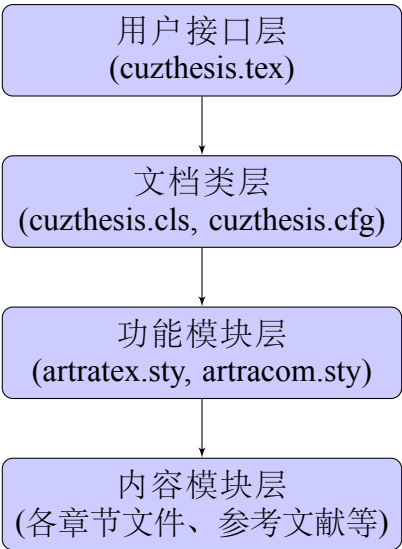 用户接口层
(cuzthesis.tex)
文档类层
(cuzthesis.cls, cuzthesis.cfg)
功能模块层
(artratex.sty, artracom.sty)
内容模块层
(各章节文件、参考文献等)